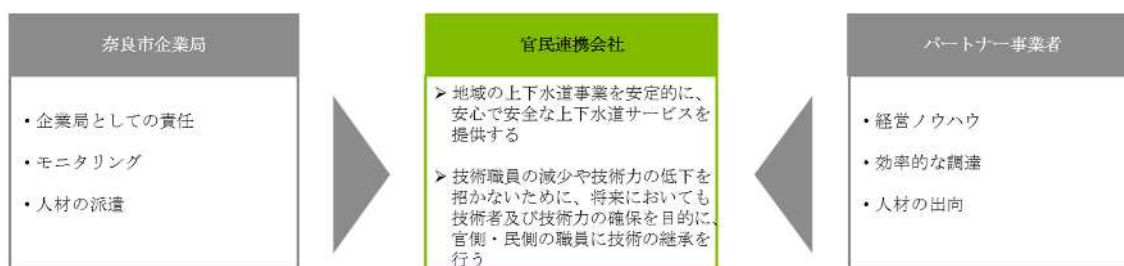 奈良市企業局
・企業局としての責任
・モニタリング
・人材の派遣
官民連携会社
➢ 地域の上下水道事業を安定的に、
安心で安全な上下水道サービスを
提供する
➢ 技術職員の減少や技術力の低下を
招かないために、将来においても
技術者及び技術力の確保を目的に、
官側・民側の職員に技術の継承を
行う
パートナー事業者
・経営ノウハウ
・効率的な調達
・人材の出向